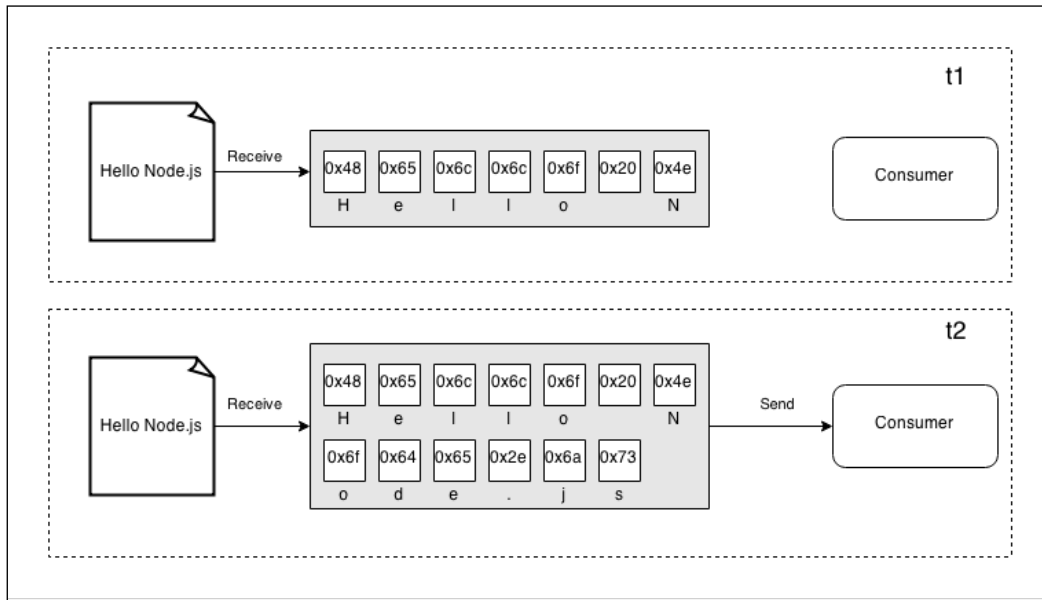 t1
Hello Node.js
Receive
0x48 0x65 0x6c 0x6c 0x6f 0x20 0x4e
H e l l o N
Consumer
t2
Hello Node.js
Receive
0x48 0x65 0x6c 0x6c 0x6f 0x20 0x4e
H e l l o N
0x6f 0x64 0x65 0x2e 0x6a 0x73
o d e . j s
Send
Consumer